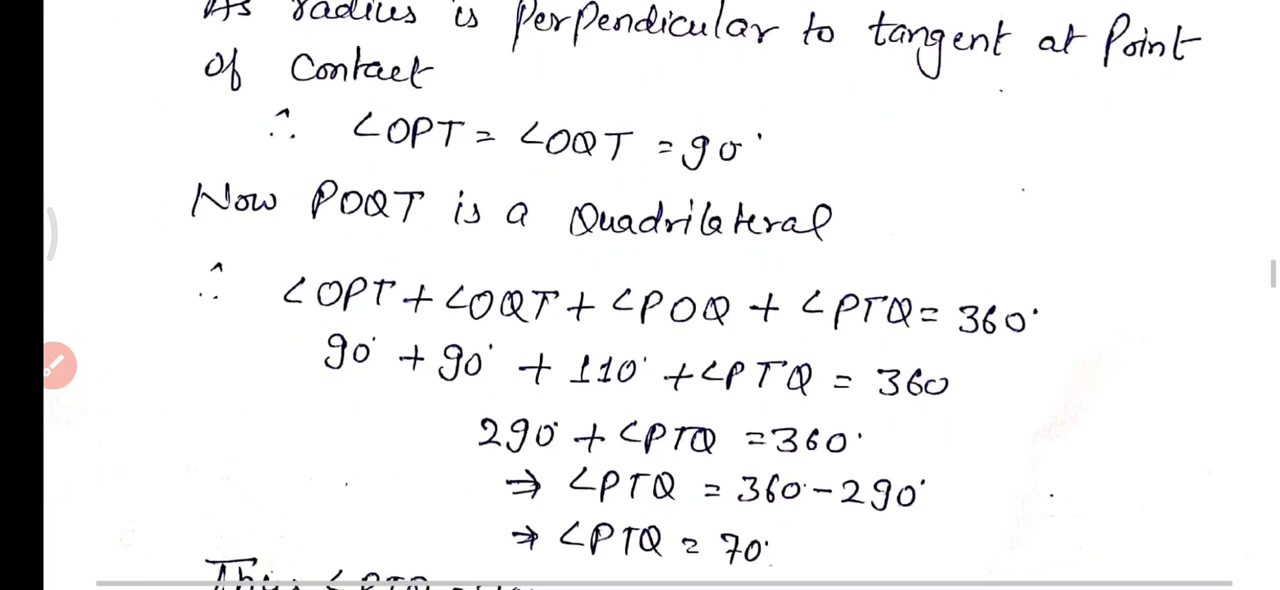 As radius is perpendicular to tangent at Point
of Contact
∴ ∠OPT = ∠OQT = 90°
Now POQT is a Quadrilateral
∴ ∠OPT + ∠OQT + ∠POQ + ∠PTQ = 360°
90° + 90° + 110° + ∠PTQ = 360
290° + ∠PTQ = 360°
⇒ ∠PTQ = 360° - 290°
⇒ ∠PTQ = 70°